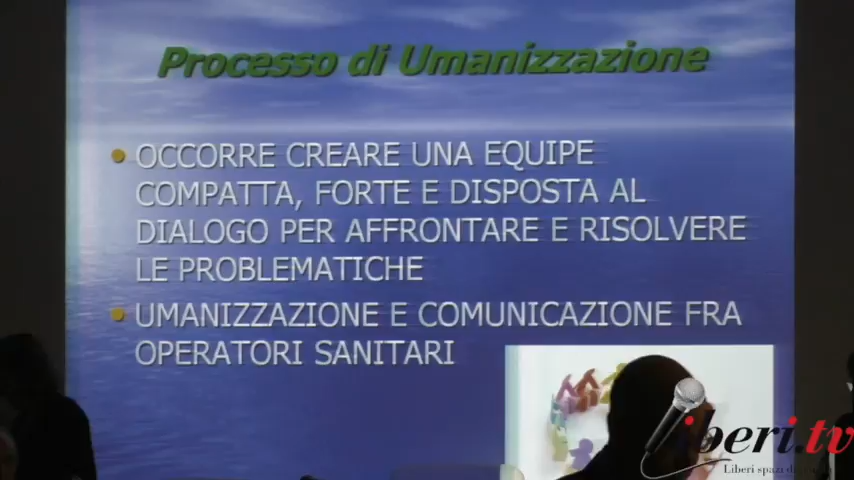 Processo di Umanizzazione
OCCORRE CREARE UNA EQUIPE
COMPATTA, FORTE E DISPOSTA AL
DIALOGO PER AFFRONTARE E RISOLVERE
LE PROBLEMATICHE
UMANIZZAZIONE E COMUNICAZIONE FRA
OPERATORI SANITARI
liberi.tv
Liberi spazi di